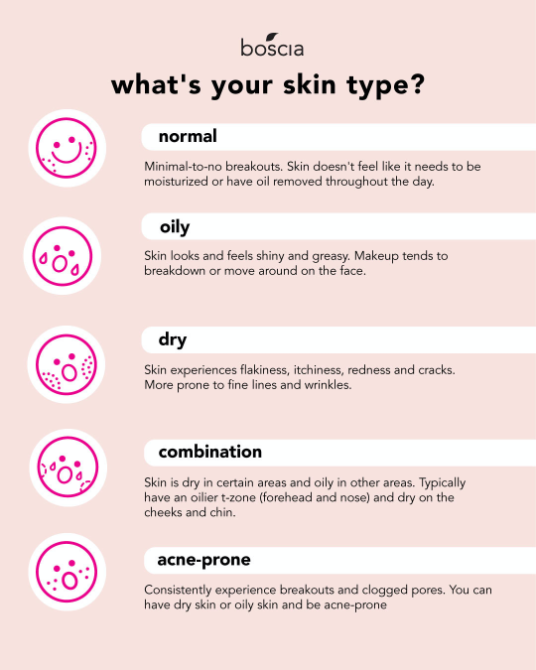 boscia
what's your skin type?
normal
Minimal-to-no breakouts. Skin doesn't feel like it needs to be
moisturized or have oil removed throughout the day.
oily
Skin looks and feels shiny and greasy. Makeup tends to
breakdown or move around on the face.
dry
Skin experiences flakiness, itchiness, redness and cracks.
More prone to fine lines and wrinkles.
combination
Skin is dry in certain areas and oily in other areas. Typically
have an oilier t-zone (forehead and nose) and dry on the
cheeks and chin.
acne-prone
Consistently experience breakouts and clogged pores. You can
have dry skin or oily skin and be acne-prone